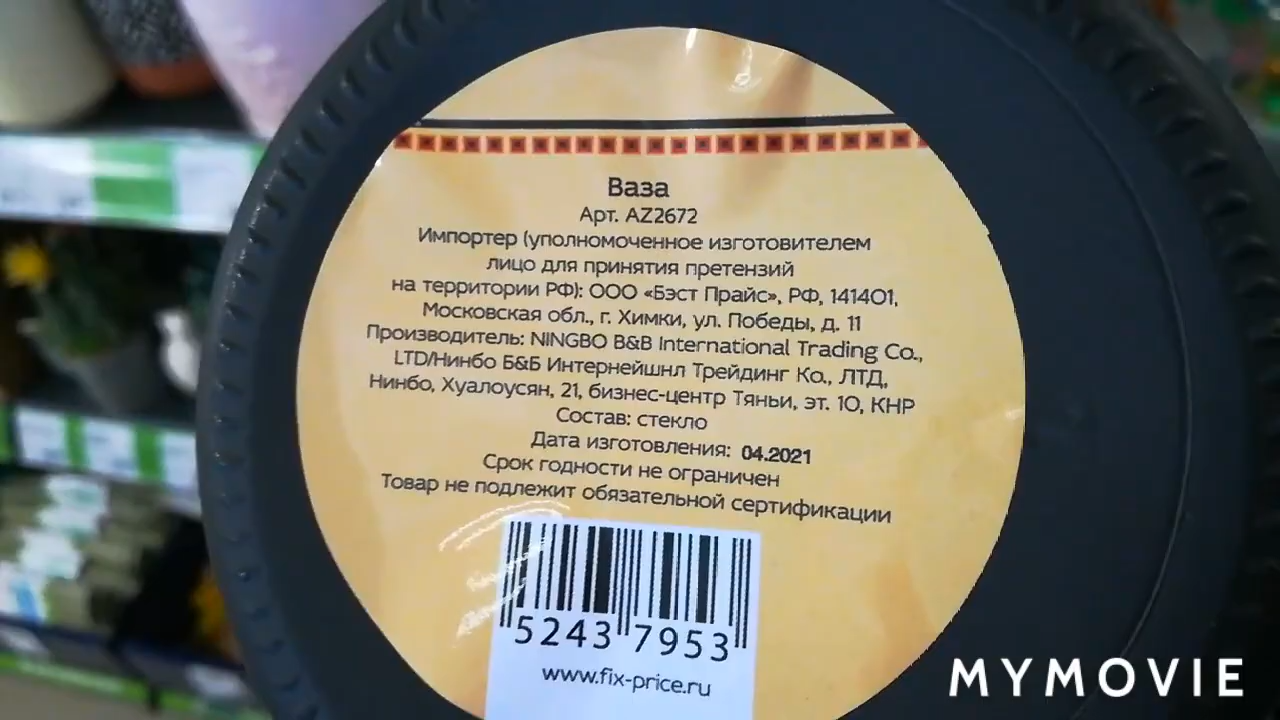 Ваза
Арт. AZ2672
Импортер (уполномоченное изготовителем
лицо для принятия претензий
на территории РФ): ООО «Бэст Прайс», РФ, 141401,
Московская обл., г. Химки, ул. Победы, д. 11
Производитель: NINGBO B&B International Trading Co.,
LTD/Нинбо Б&Б Интернейшнл Трейдинг Ко., ЛТД,
Нинбо, Хуалоусян, 21, бизнес-центр Тяньи, эт. 10, КНР
Состав: стекло
Дата изготовления: 04.2021
Срок годности не ограничен
Товар не подлежит обязательной сертификации
5243 7953
www.fix-price.ru
MYMOVIE